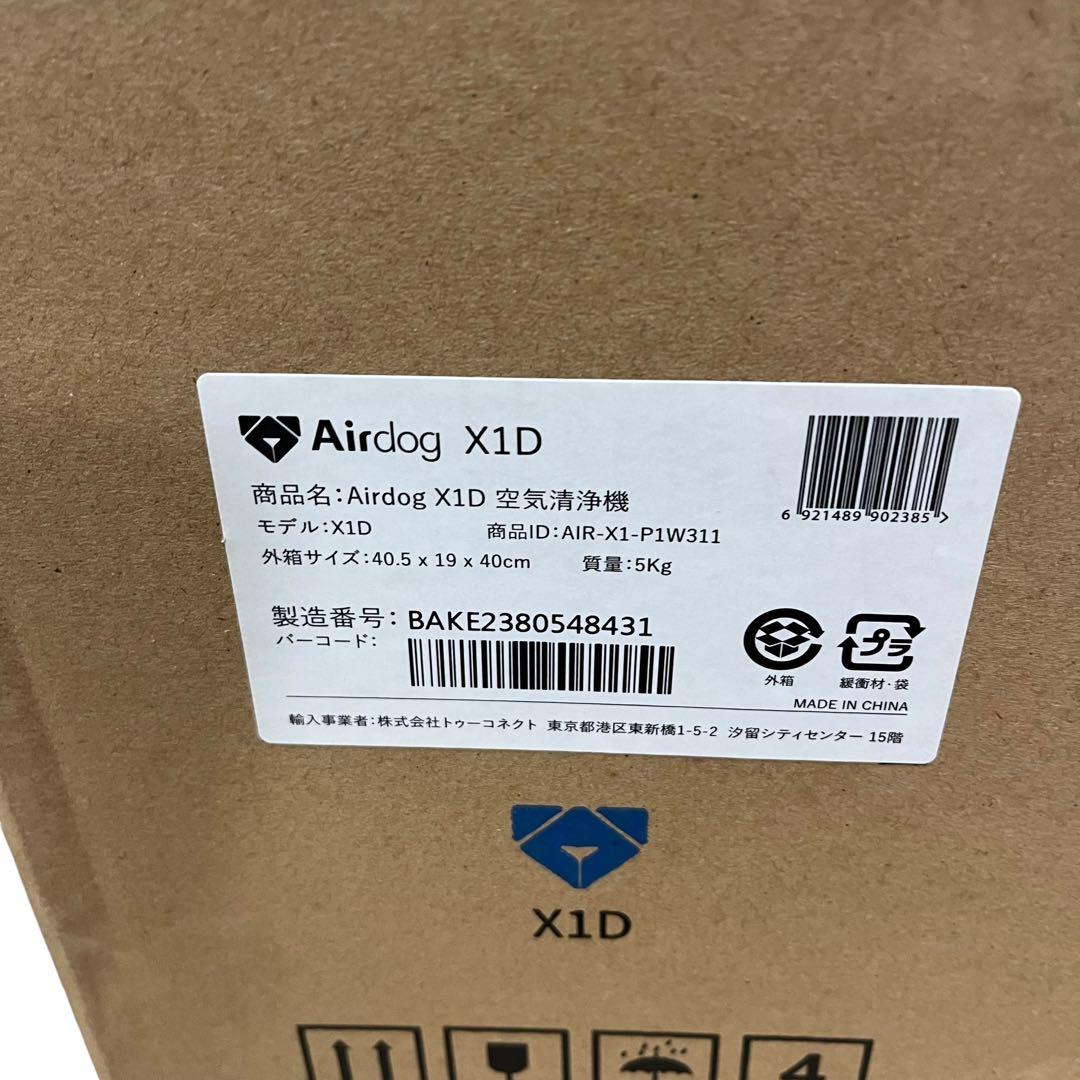 Airdog X1D
商品名:Airdog X1D 空気清浄機
モデル:X1D 商品ID:AIR-X1-P1W311
外箱サイズ:40.5 x 19 x 40cm 質量:5Kg
6 921489 902385 >
製造番号: BAKE2380548431
バーコード:
プラ
外箱 緩衝材・袋
MADE IN CHINA
輸入事業者:株式会社トゥーコネクト 東京都港区東新橋1-5-2 汐留シティセンター 15階
X1D
4